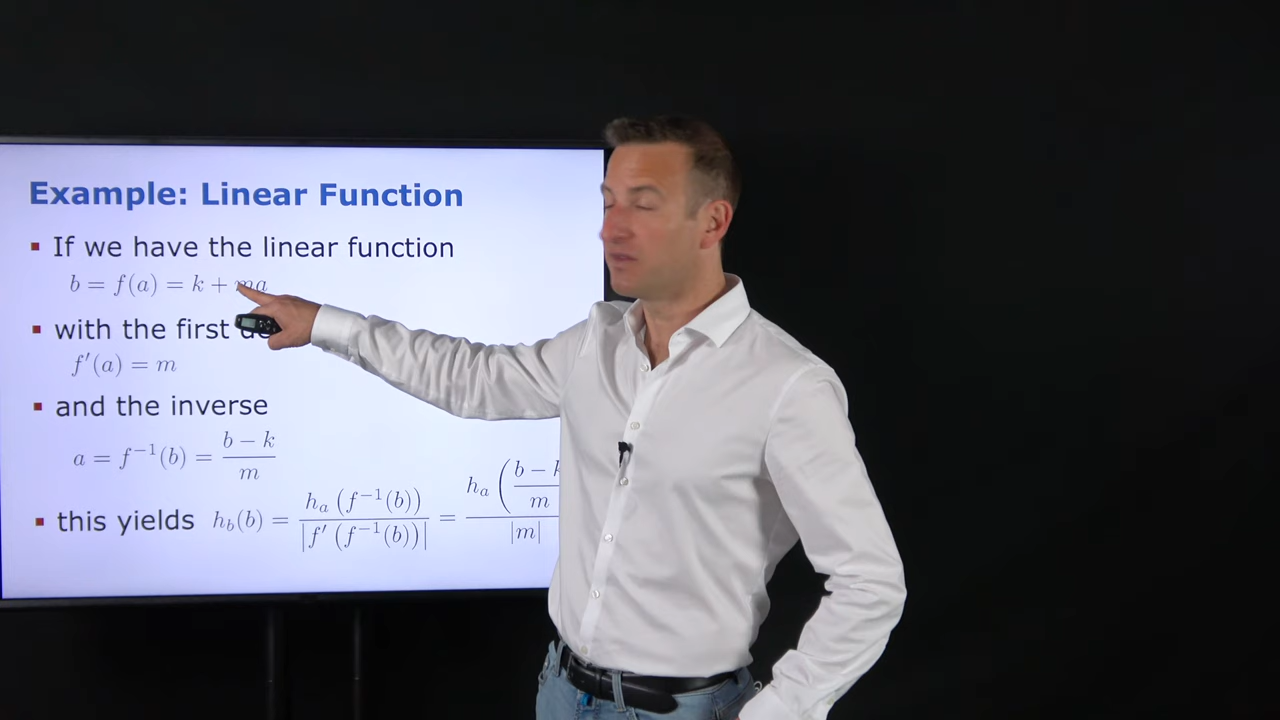 Example: Linear Function
▪ If we have the linear function
b = f(a) = k + ma
▪ with the first
f′(a) = m
▪ and the inverse
a = f⁻¹(b) = (b − k) / m
▪ this yields h_b(b) = h_a (f⁻¹(b)) / |f′ (f⁻¹(b))| = h_a ((b − k / m / |m|